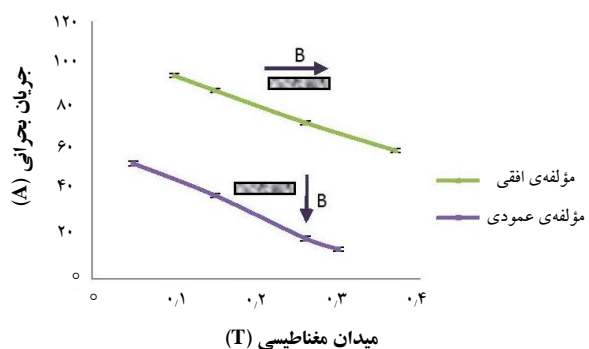 جریان بحرانی (A)
۱۲۰
۱۰۰
۸۰
۶۰
۴۰
۲۰
۰
B
B
مؤلفه‌ی افقی
مؤلفه‌ی عمودی
۰
۰٫۱
۰٫۲
۰٫۳
۰٫۴
میدان مغناطیسی (T)